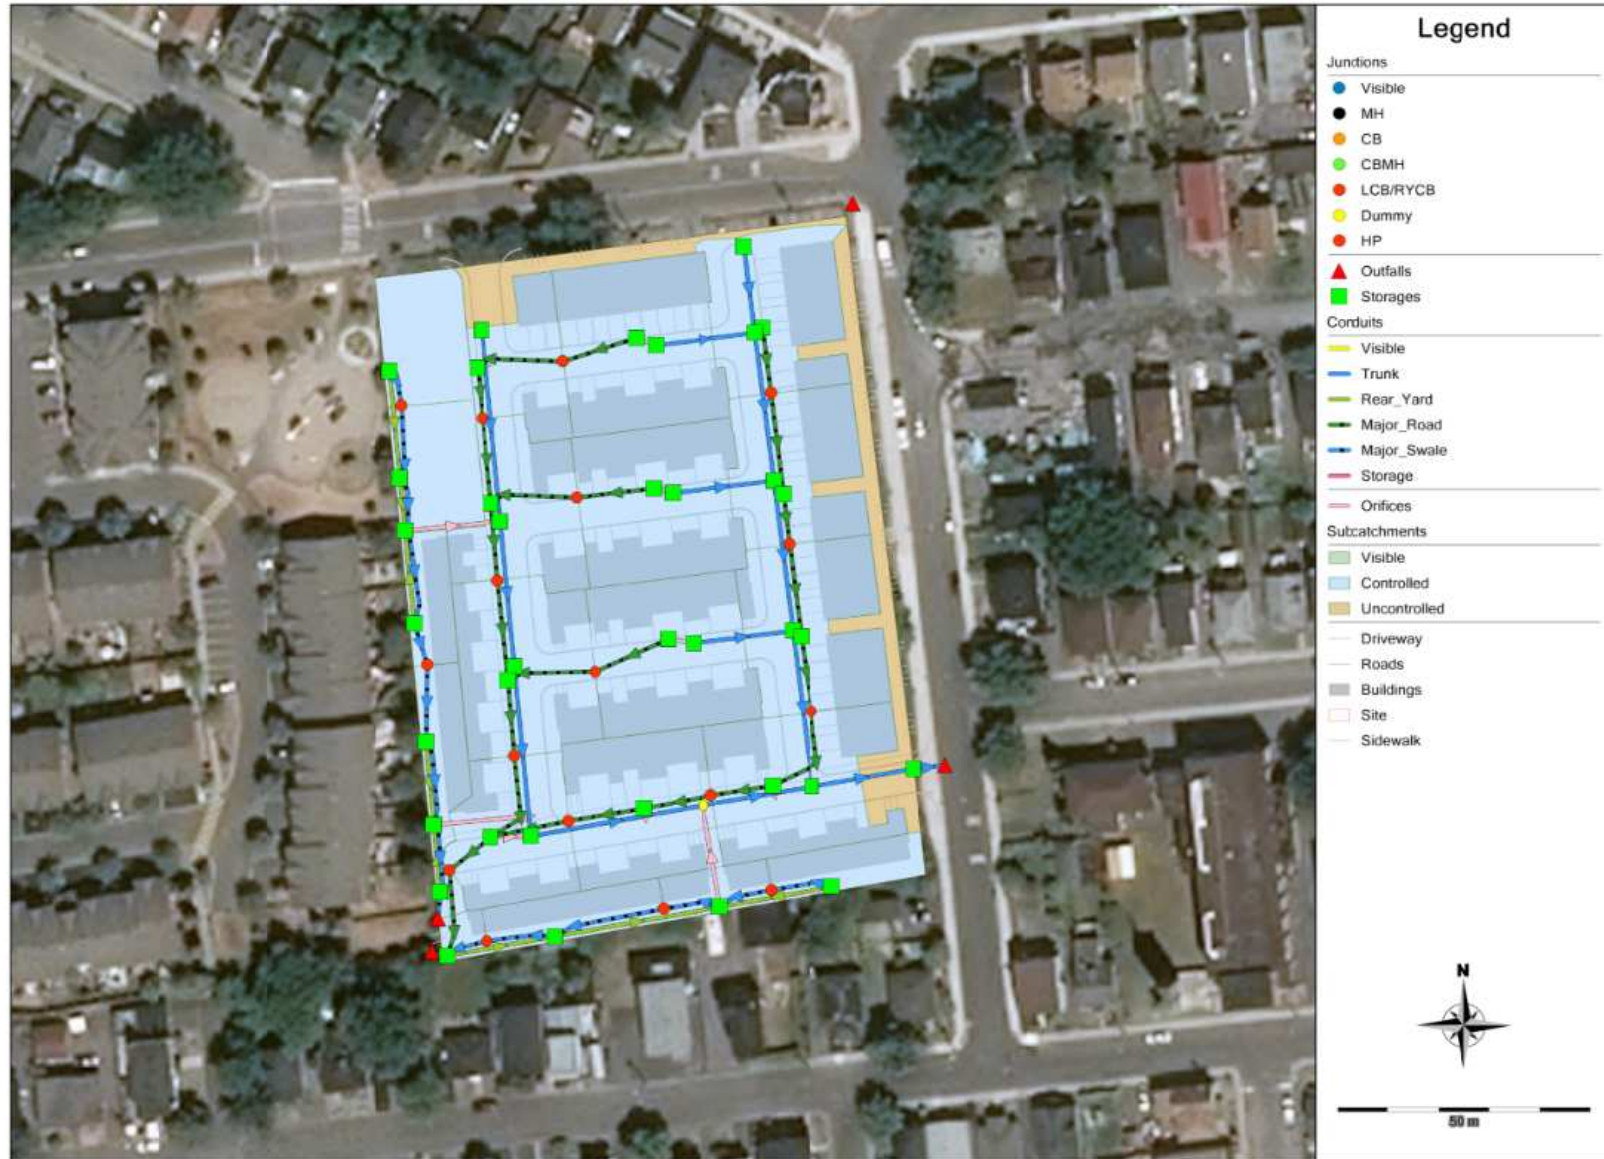 Legend
Junctions
Visible
MH
CB
CBMH
LCB/RYCB
Dummy
HP
Outfalls
Storages
Conduits
Visible
Trunk
Rear_Yard
Major_Road
Major_Swale
Storage
Orifices
Subcatchments
Visible
Controlled
Uncontrolled
Driveway
Roads
Buildings
Site
Sidewalk
N
50 m